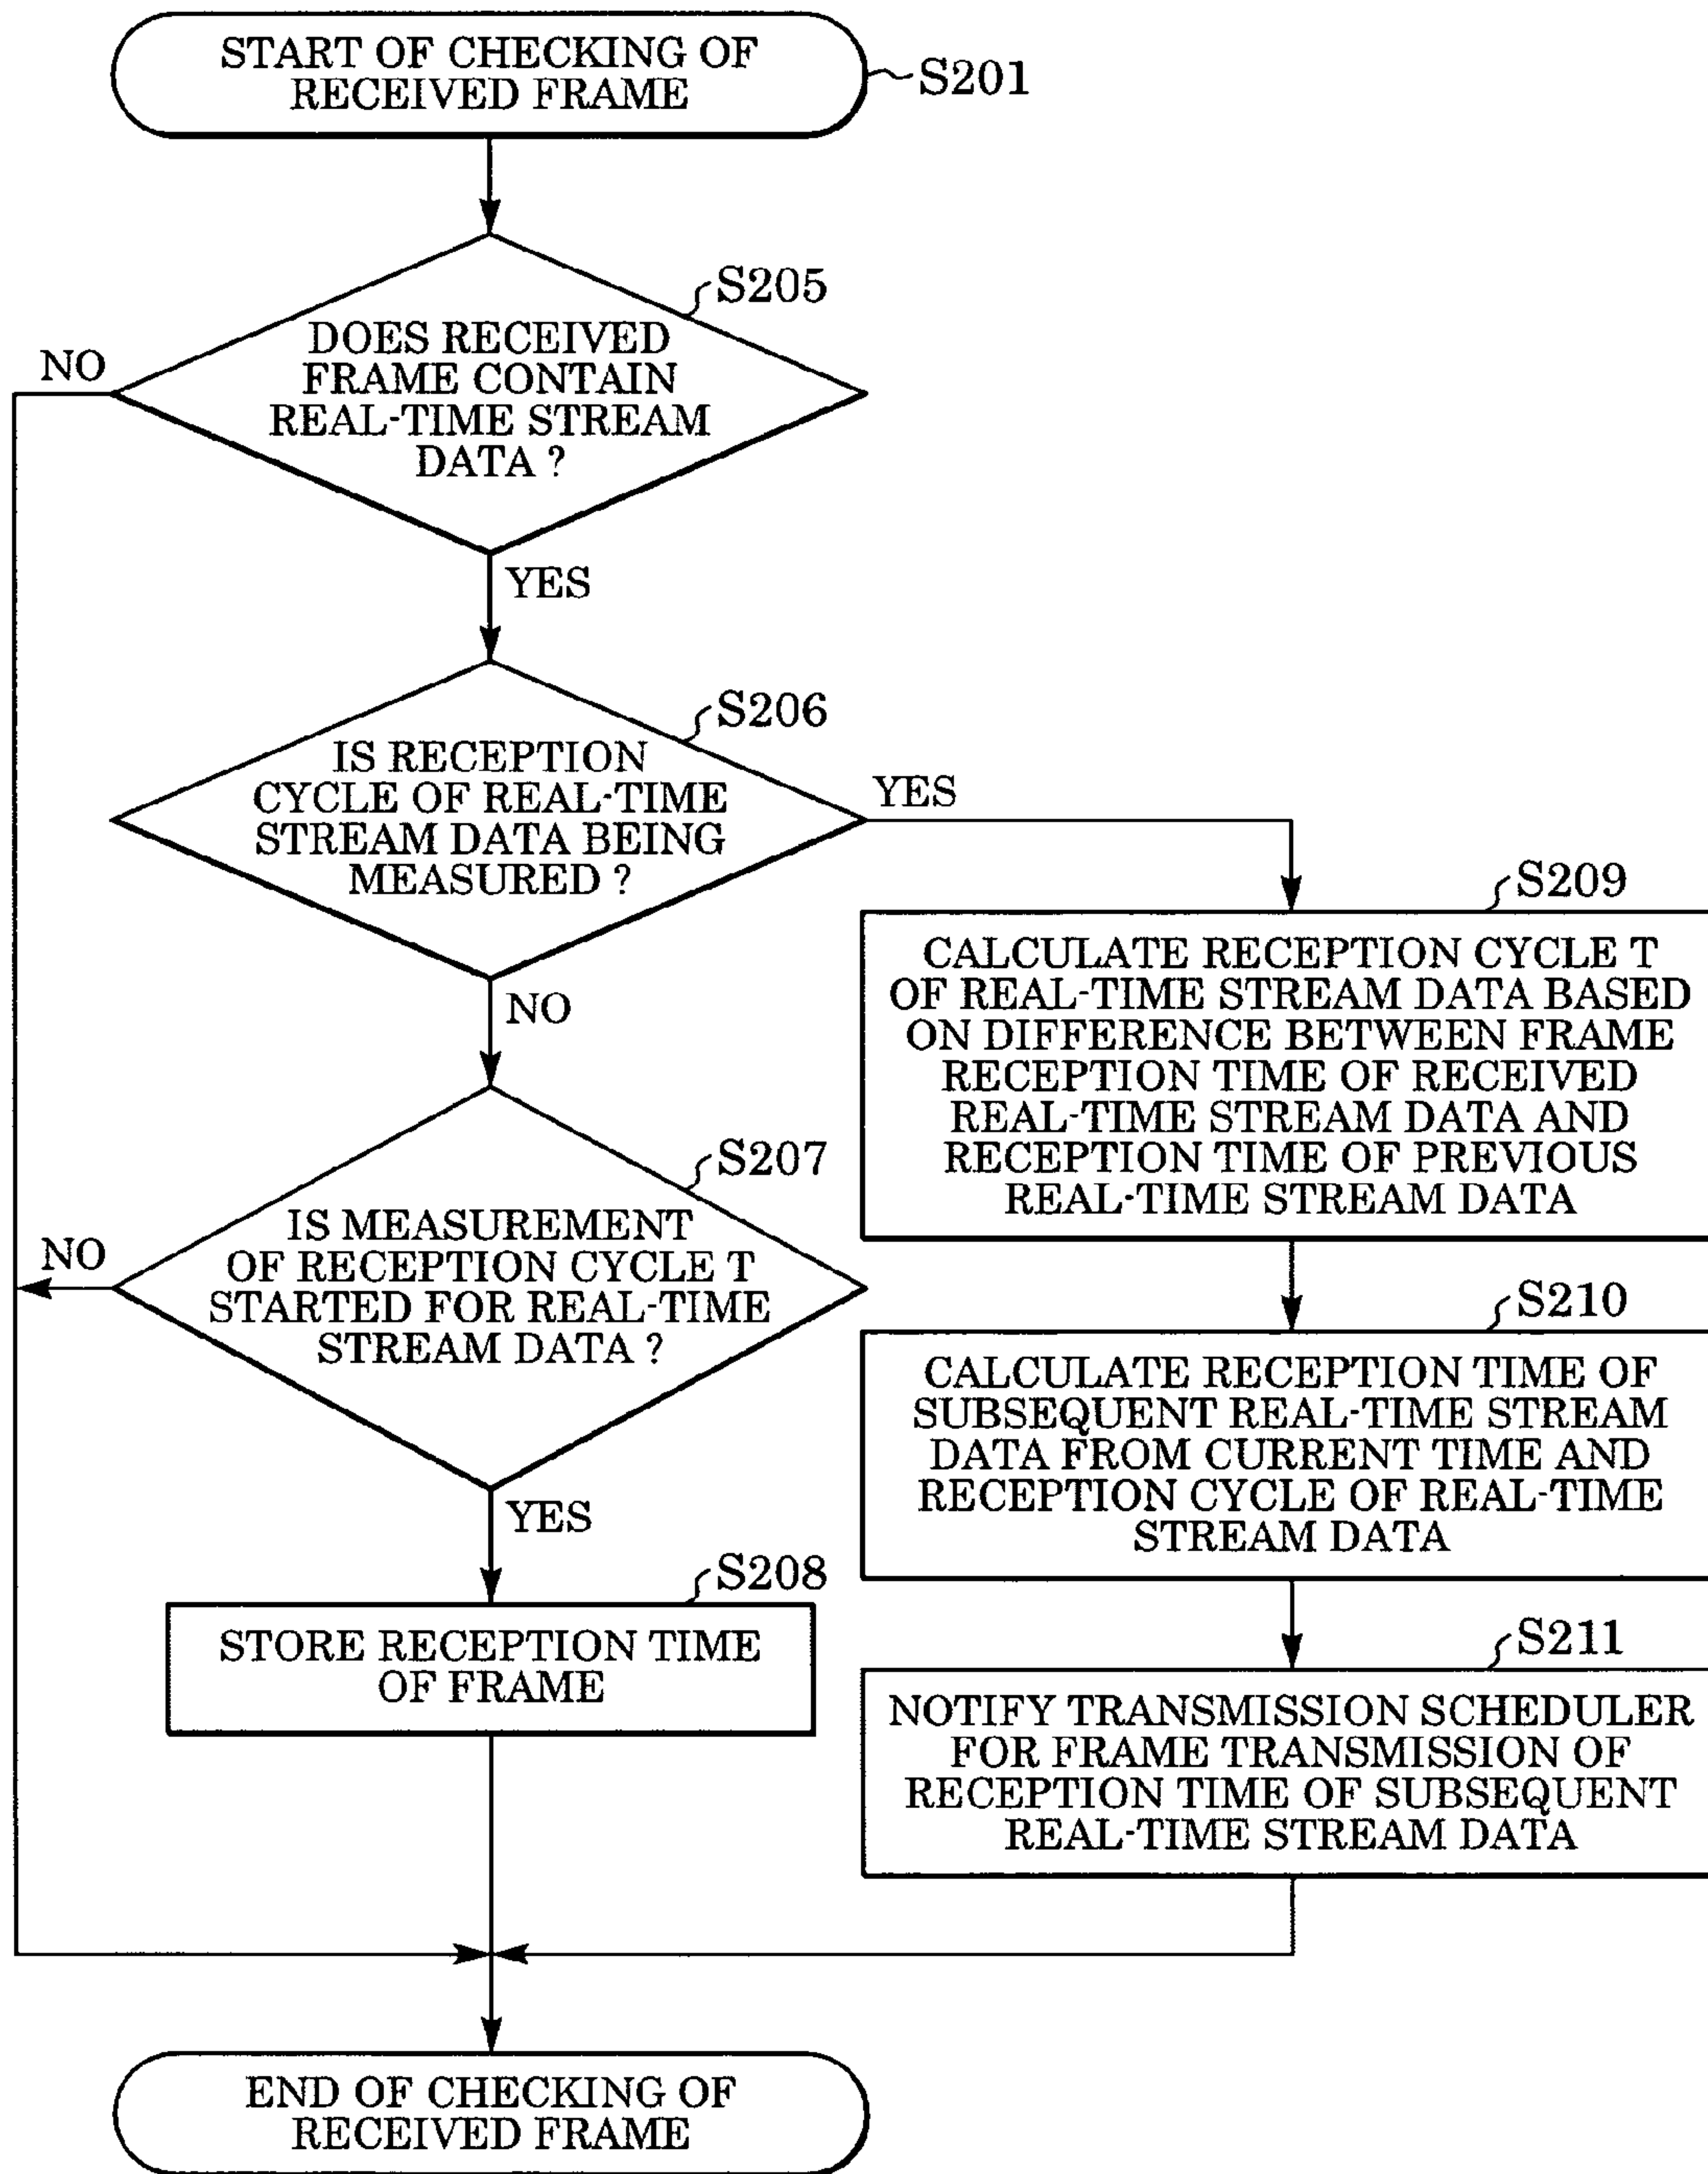 START OF CHECKING OF
RECEIVED FRAME
S201
S205
DOES RECEIVED
FRAME CONTAIN
REAL-TIME STREAM
DATA ?
NO
YES
S206
IS RECEPTION
CYCLE OF REAL-TIME
STREAM DATA BEING
MEASURED ?
YES
NO
S209
CALCULATE RECEPTION CYCLE T
OF REAL-TIME STREAM DATA BASED
ON DIFFERENCE BETWEEN FRAME
RECEPTION TIME OF RECEIVED
REAL-TIME STREAM DATA AND
RECEPTION TIME OF PREVIOUS
REAL-TIME STREAM DATA
S207
IS MEASUREMENT
OF RECEPTION CYCLE T
STARTED FOR REAL-TIME
STREAM DATA ?
NO
YES
S210
CALCULATE RECEPTION TIME OF
SUBSEQUENT REAL-TIME STREAM
DATA FROM CURRENT TIME AND
RECEPTION CYCLE OF REAL-TIME
STREAM DATA
S208
STORE RECEPTION TIME
OF FRAME
S211
NOTIFY TRANSMISSION SCHEDULER
FOR FRAME TRANSMISSION OF
RECEPTION TIME OF SUBSEQUENT
REAL-TIME STREAM DATA
END OF CHECKING OF
RECEIVED FRAME